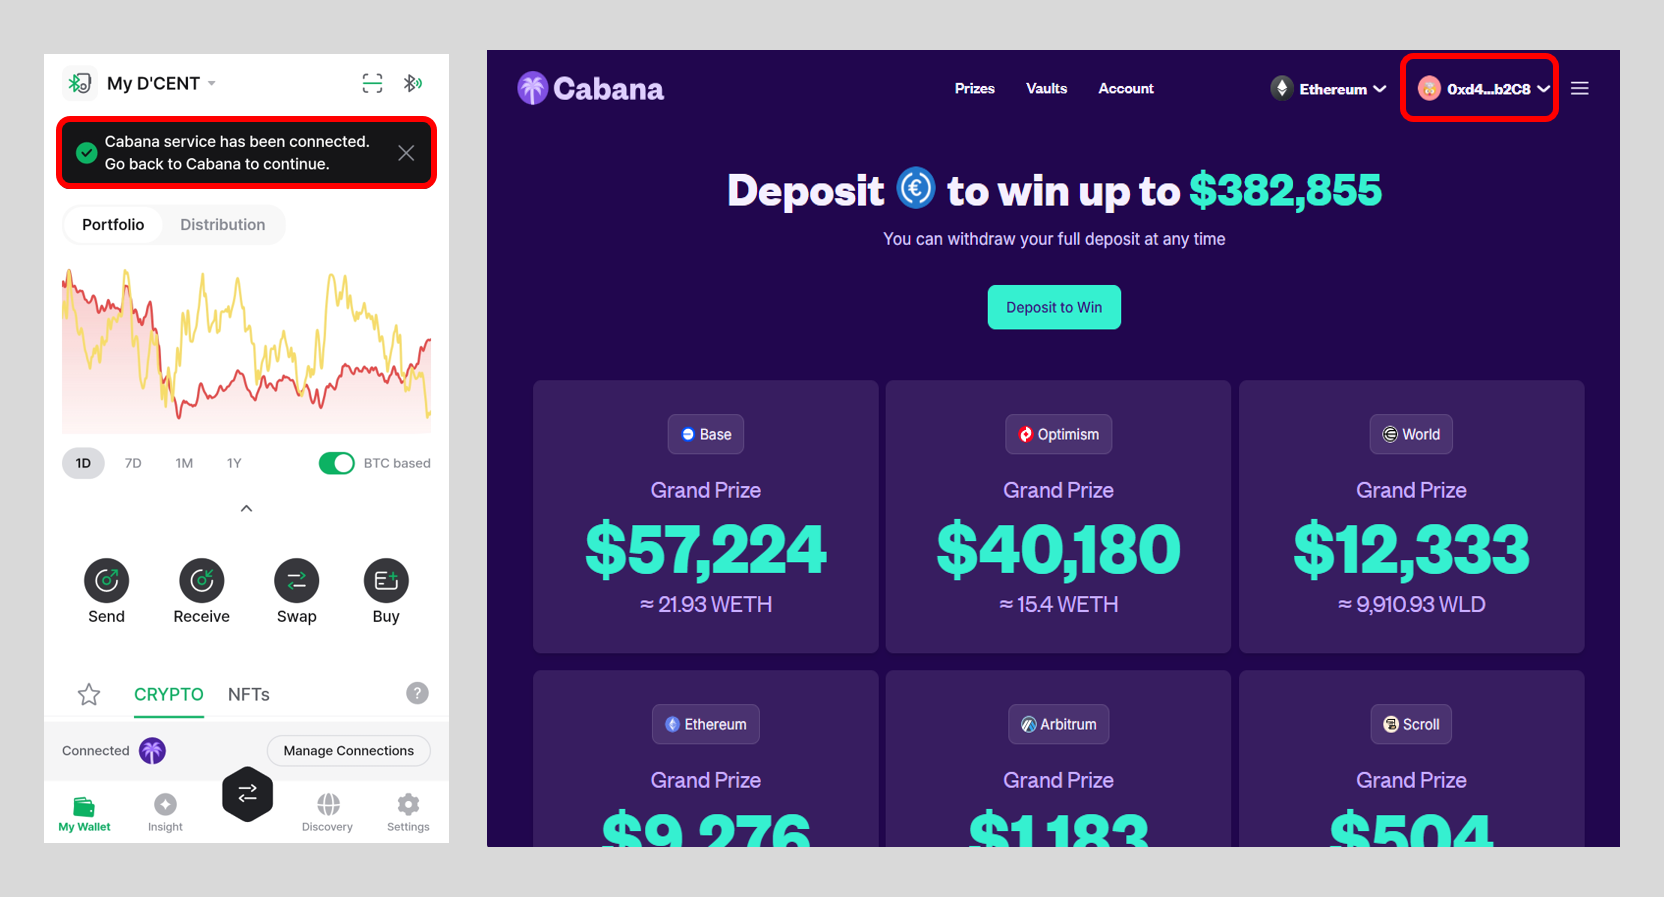 My D'CENT
Cabana service has been connected.
Go back to Cabana to continue.
Portfolio
Distribution
1D
7D
1M
1Y
BTC based
Send
Receive
Swap
Buy
CRYPTO
NFTs
?
Connected
Manage Connections
My Wallet
Insight
Discovery
Settings
Cabana
Prizes
Vaults
Account
Ethereum
0xd4...b2C8
Deposit € to win up to $382,855
You can withdraw your full deposit at any time
Deposit to Win
Base
Grand Prize
$57,224
≈ 21.93 WETH
Optimism
Grand Prize
$40,180
≈ 15.4 WETH
World
Grand Prize
$12,333
≈ 9,910.93 WLD
Ethereum
Grand Prize
$9,276
Arbitrum
Grand Prize
$1,183
Scroll
Grand Prize
$504